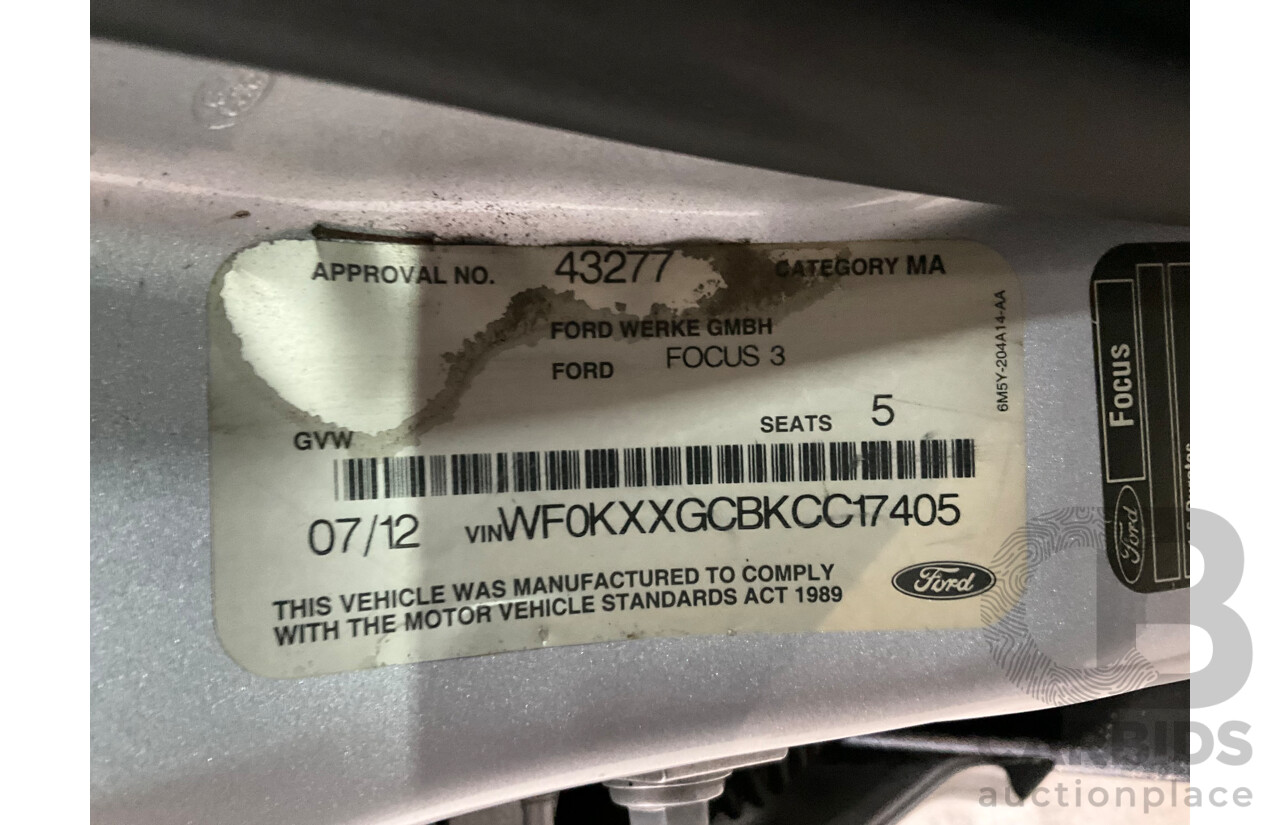 APPROVAL NO. 43277 CATEGORY MA
FORD WERKE GMBH
FORD FOCUS 3
6M5Y-204A14-AA
GVW SEATS 5
07/12 VIN WF0KXXGCBKCC17405
THIS VEHICLE WAS MANUFACTURED TO COMPLY
WITH THE MOTOR VEHICLE STANDARDS ACT 1989
Ford
Focus
Ford
auctionplace